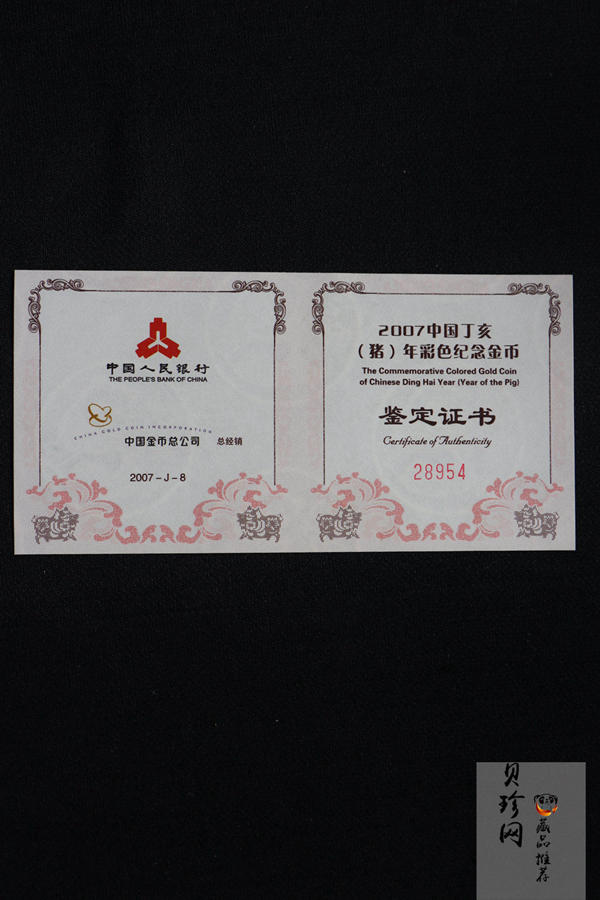 中国人民银行
THE PEOPLE'S BANK OF CHINA
CHINA GOLD COIN INCORPORATION
中国金币总公司 总经销
2007-J-8
2007中国丁亥
（猪）年彩色纪念金币
The Commemorative Colored Gold Coin
of Chinese Ding Hai Year (Year of the Pig)
鉴定证书
Certificate of Authenticity
28954
贝珍网
藏品推荐